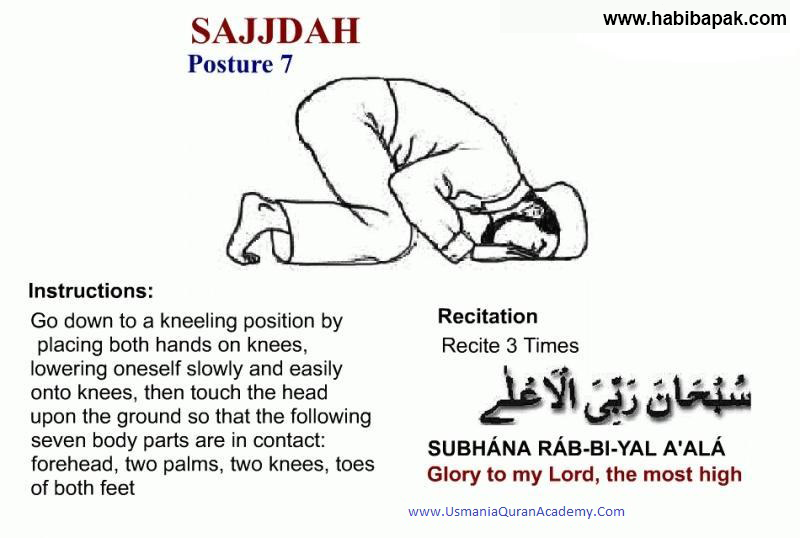 www.habibapak.com
SAJJDAH
Posture 7
Instructions:
Go down to a kneeling position by
placing both hands on knees,
lowering oneself slowly and easily
onto knees, then touch the head
upon the ground so that the following
seven body parts are in contact:
forehead, two palms, two knees, toes
of both feet
Recitation
Recite 3 Times
سُبْحَانَ رَبِّيَ الْاَعْلٰے
SUBHÁNA RÁB-BI-YAL A'ALÁ
Glory to my Lord, the most high
www.UsmaniaQuranAcademy.Com